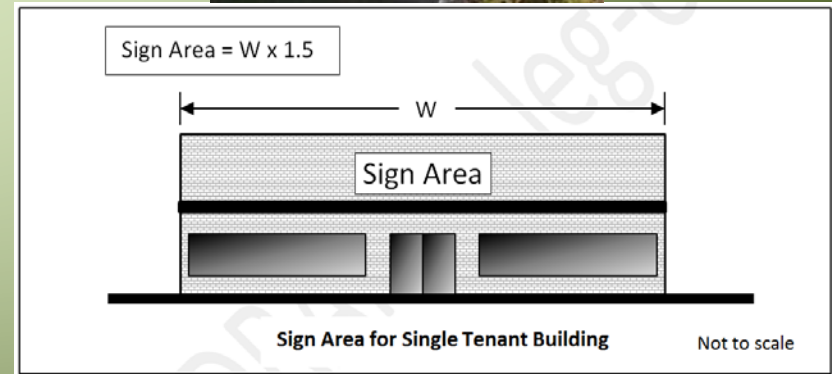 Sign Area = W x 1.5
W
Sign Area
Sign Area for Single Tenant Building
Not to scale